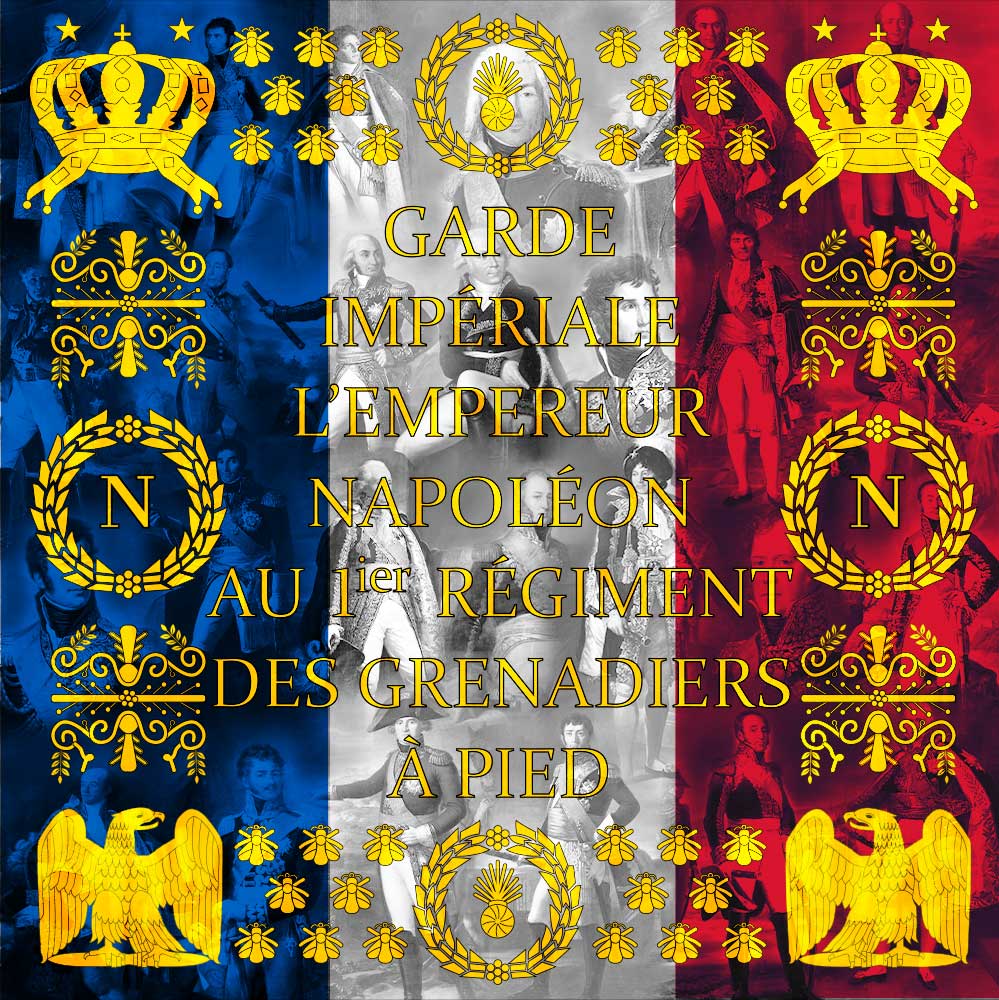 GARDE
IMPÉRIALE
L'EMPEREUR
NAPOLÉON
N N
AU 1ier RÉGIMENT
DES GRENADIERS
À PIED